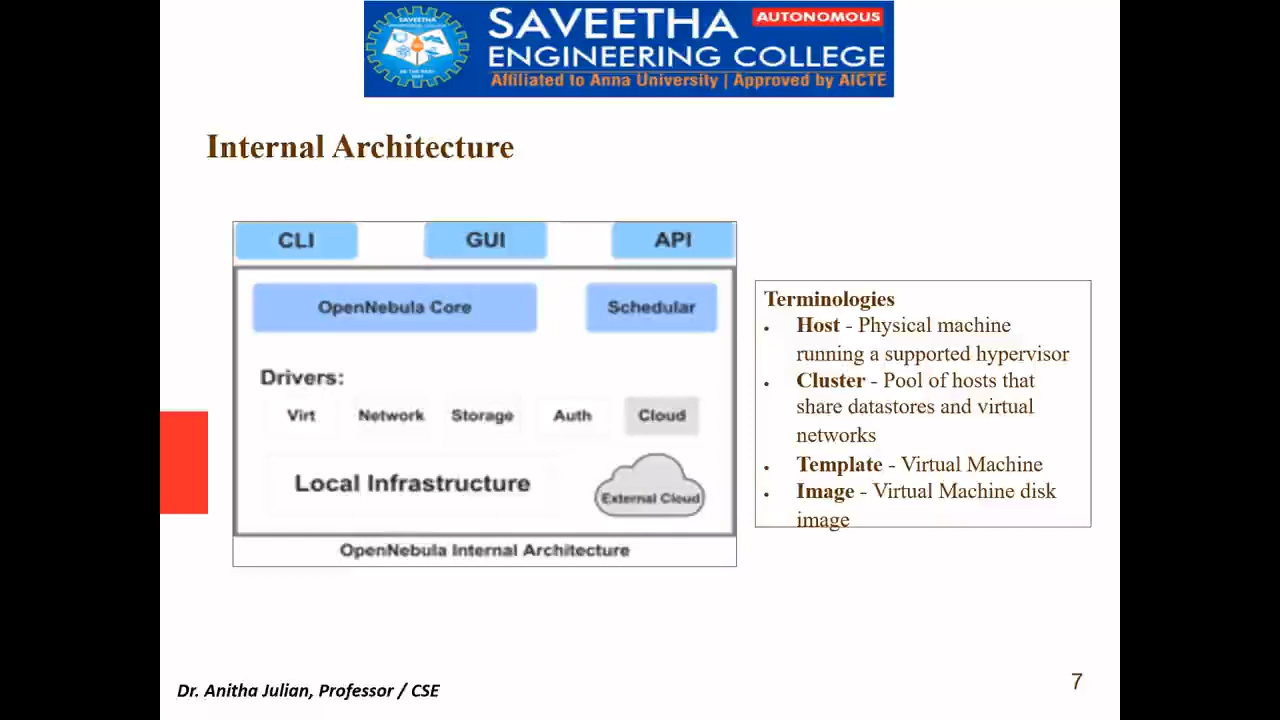 SAVEETHA
AUTONOMOUS
ENGINEERING COLLEGE
Affiliated to Anna University | Approved by AICTE
SAVEETHA
Internal Architecture
CLI
GUI
API
OpenNebula Core
Schedular
Drivers:
Virt
Network
Storage
Auth
Cloud
Local Infrastructure
External Cloud
OpenNebula Internal Architecture
Terminologies
• Host - Physical machine
running a supported hypervisor
• Cluster - Pool of hosts that
share datastores and virtual
networks
• Template - Virtual Machine
• Image - Virtual Machine disk
image
Dr. Anitha Julian, Professor / CSE
7